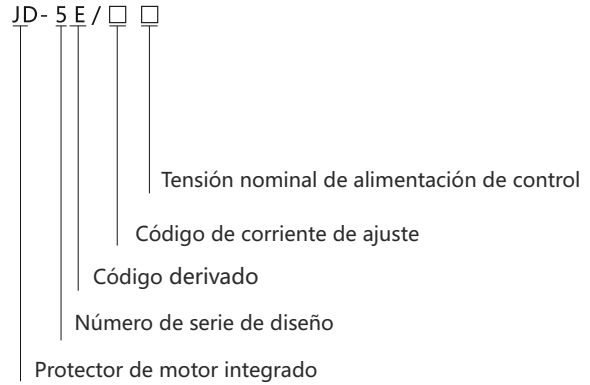 JD-5E/□ □
Tensión nominal de alimentación de control
Código de corriente de ajuste
Código derivado
Número de serie de diseño
Protector de motor integrado